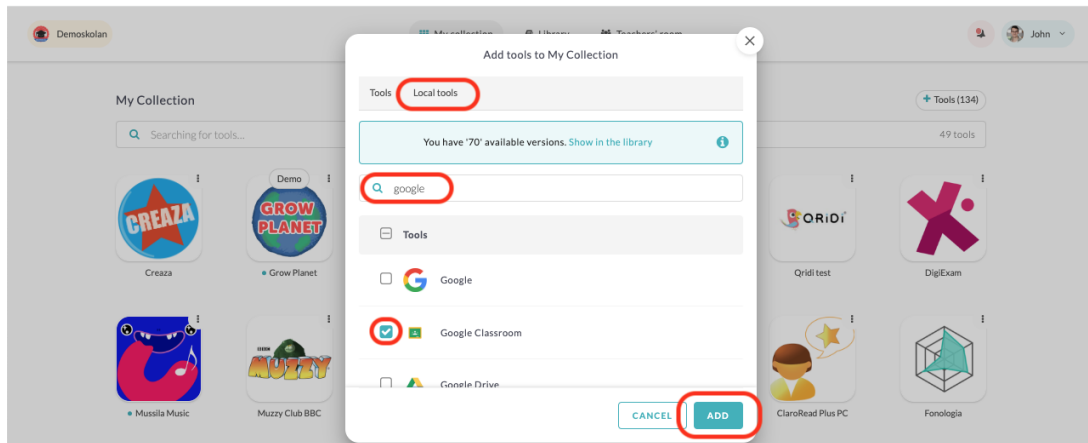 Demoskolan
My collection
Library
Teachers' room
John
Add tools to My Collection
Tools
Local tools
You have '70' available versions. Show in the library
google
Tools
Google
Google Classroom
Google Drive
CANCEL
ADD
My Collection
+ Tools (134)
Searching for tools...
49 tools
CREAZA
Creaza
Demo
GROW
PLANET
Grow Planet
QRIDI
Qridi test
DigiExam
Mussila Music
BBC
MUZZY
Muzzy Club BBC
ClaroRead Plus PC
Fonologia